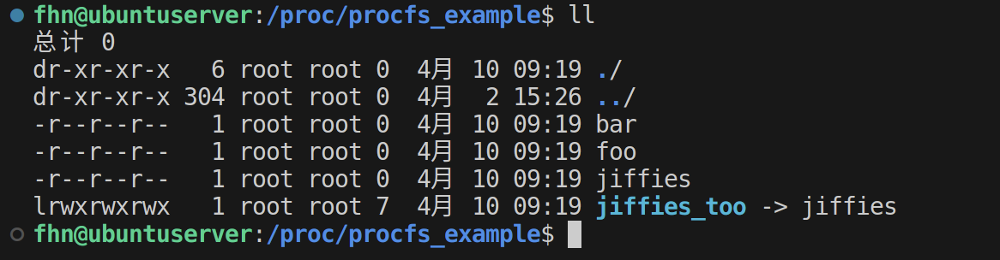 fhn@ubuntuserver:/proc/procfs_example$ ll
总计 0
dr-xr-xr-x   6 root root 0  4月  10 09:19 ./
dr-xr-xr-x 304 root root 0  4月   2 15:26 ../
-r--r--r--   1 root root 0  4月  10 09:19 bar
-r--r--r--   1 root root 0  4月  10 09:19 foo
-r--r--r--   1 root root 0  4月  10 09:19 jiffies
lrwxrwxrwx   1 root root 7  4月  10 09:19 jiffies_too -> jiffies
fhn@ubuntuserver:/proc/procfs_example$